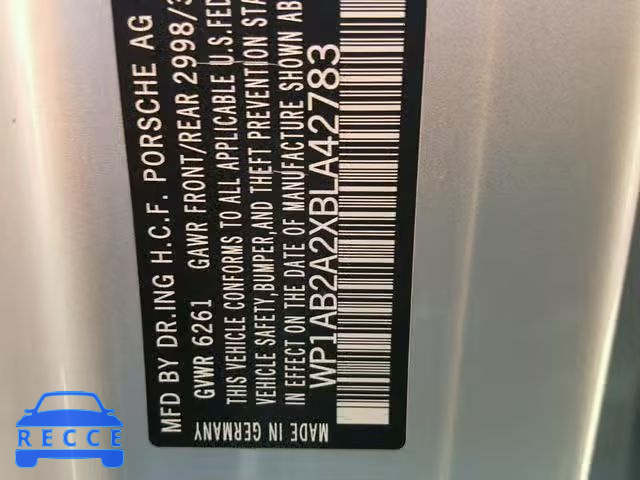 MFD BY DR.ING H.C.F. PORSCHE AG
GVWR 6261 GAWR FRONT/REAR 2998/3
THIS VEHICLE CONFORMS TO ALL APPLICABLE U.S.FED
VEHICLE SAFETY,BUMPER,AND THEFT PREVENTION STA
IN EFFECT ON THE DATE OF MANUFACTURE SHOWN AB
WP1AB2A2XBLA42783
MADE IN GERMANY
RECCE